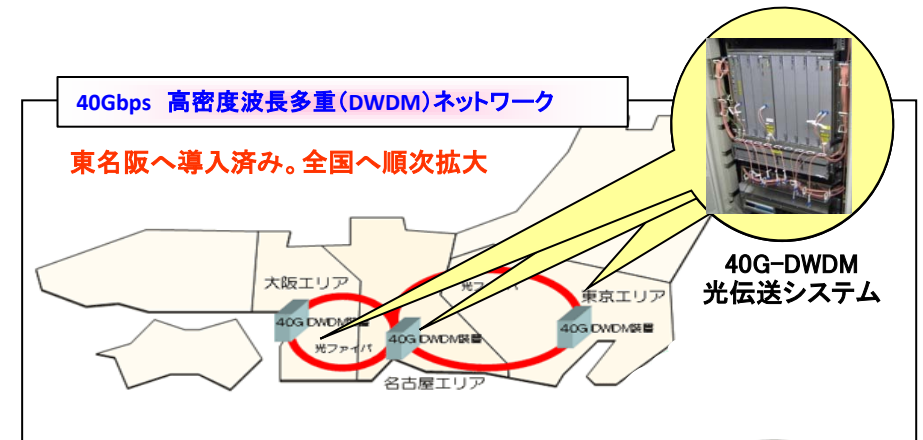 40Gbps 高密度波長多重（DWDM）ネットワーク
東名阪へ導入済み。全国へ順次拡大
40G-DWDM
光伝送システム
大阪エリア
東京エリア
40G DWDM装置
40G DWDM装置
40G DWDM装置
光ファイバ
名古屋エリア